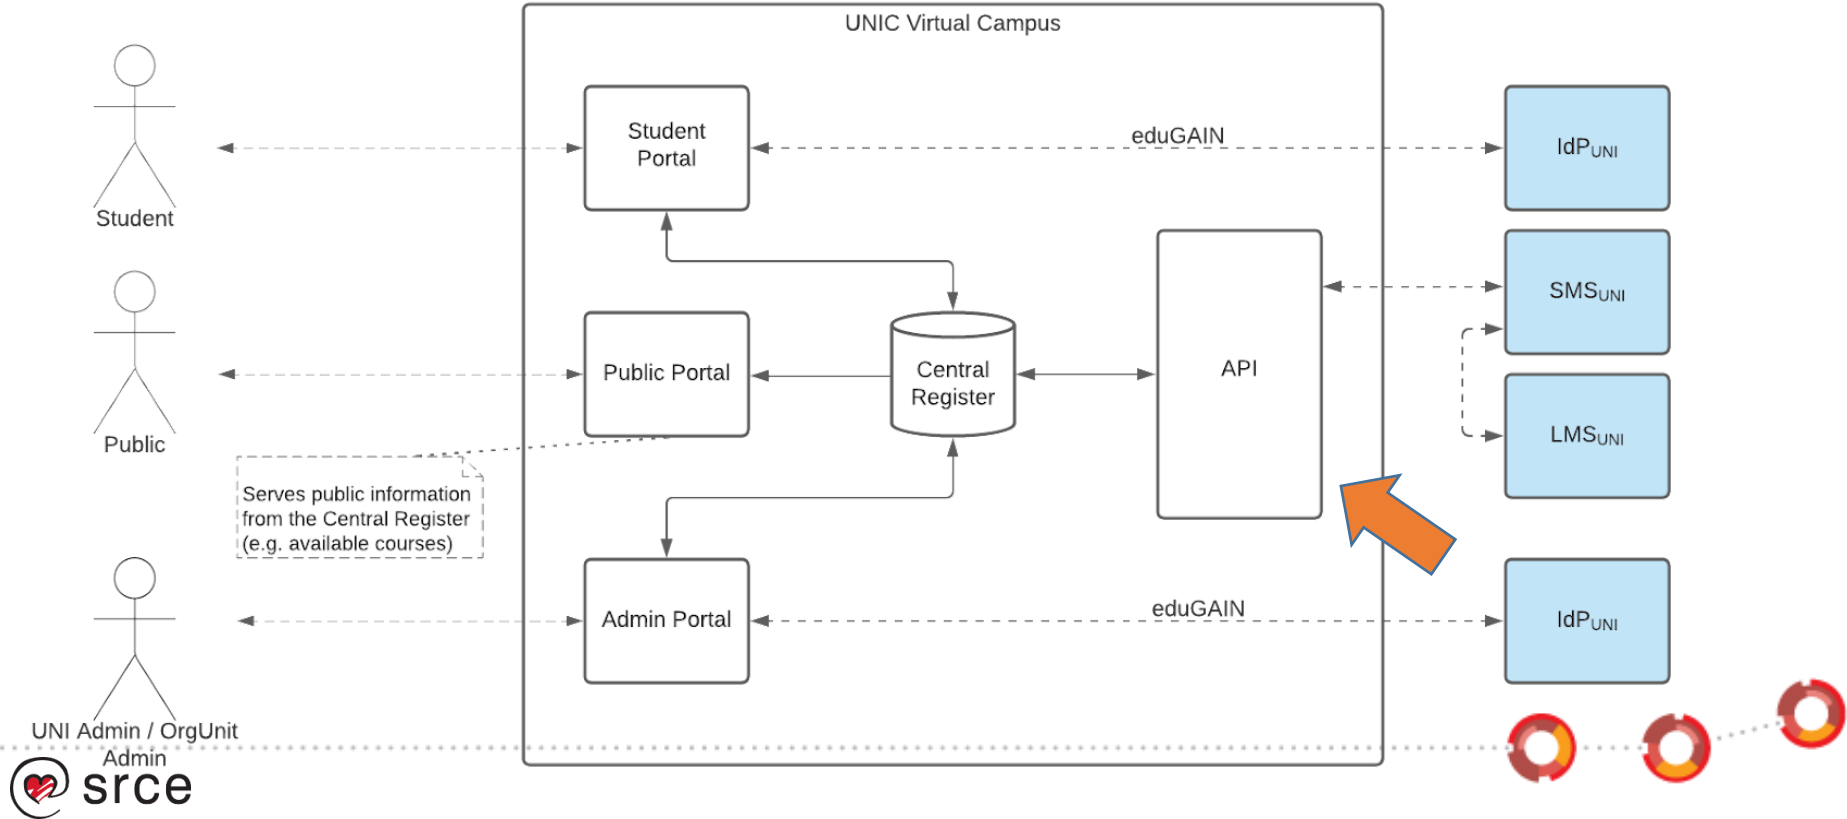 UNIC Virtual Campus
Student
Portal
eduGAIN
IdPUNI
Student
SMSUNI
API
Public Portal
Central
Register
LMSUNI
Public
Serves public information
from the Central Register
(e.g. available courses)
Admin Portal
eduGAIN
IdPUNI
UNI Admin / OrgUnit
Admin
srce